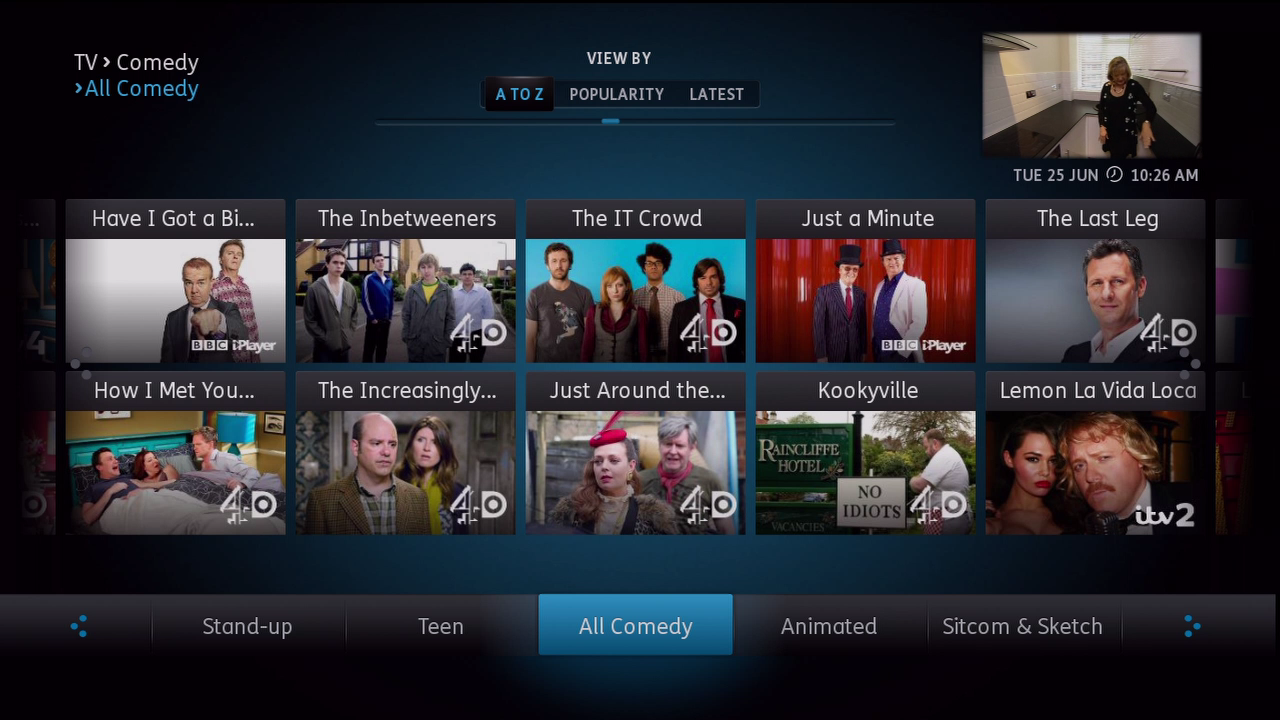 TV › Comedy
›All Comedy
VIEW BY
A TO Z POPULARITY LATEST
TUE 25 JUN 10:26 AM
Have I Got a Bi... The Inbetweeners The IT Crowd Just a Minute The Last Leg
BBC iPlayer 4oD 4oD BBC iPlayer 4oD
How I Met You... The Increasingly... Just Around the... Kookyville Lemon La Vida Loca
RAINCLIFFE
HOTEL
NO
IDIOTS
VACANCIES
4oD 4oD 4oD 4oD itv2
Stand-up Teen All Comedy Animated Sitcom & Sketch